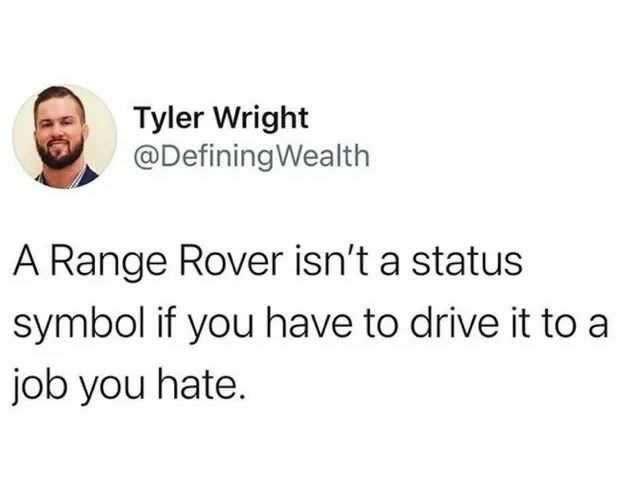 Tyler Wright
@DefiningWealth
A Range Rover isn’t a status
symbol if you have to drive it to a
job you hate.